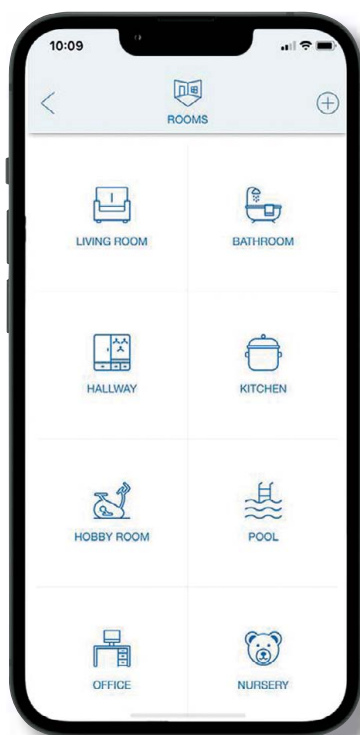 10:09
ROOMS
LIVING ROOM
BATHROOM
HALLWAY
KITCHEN
HOBBY ROOM
POOL
OFFICE
NURSERY